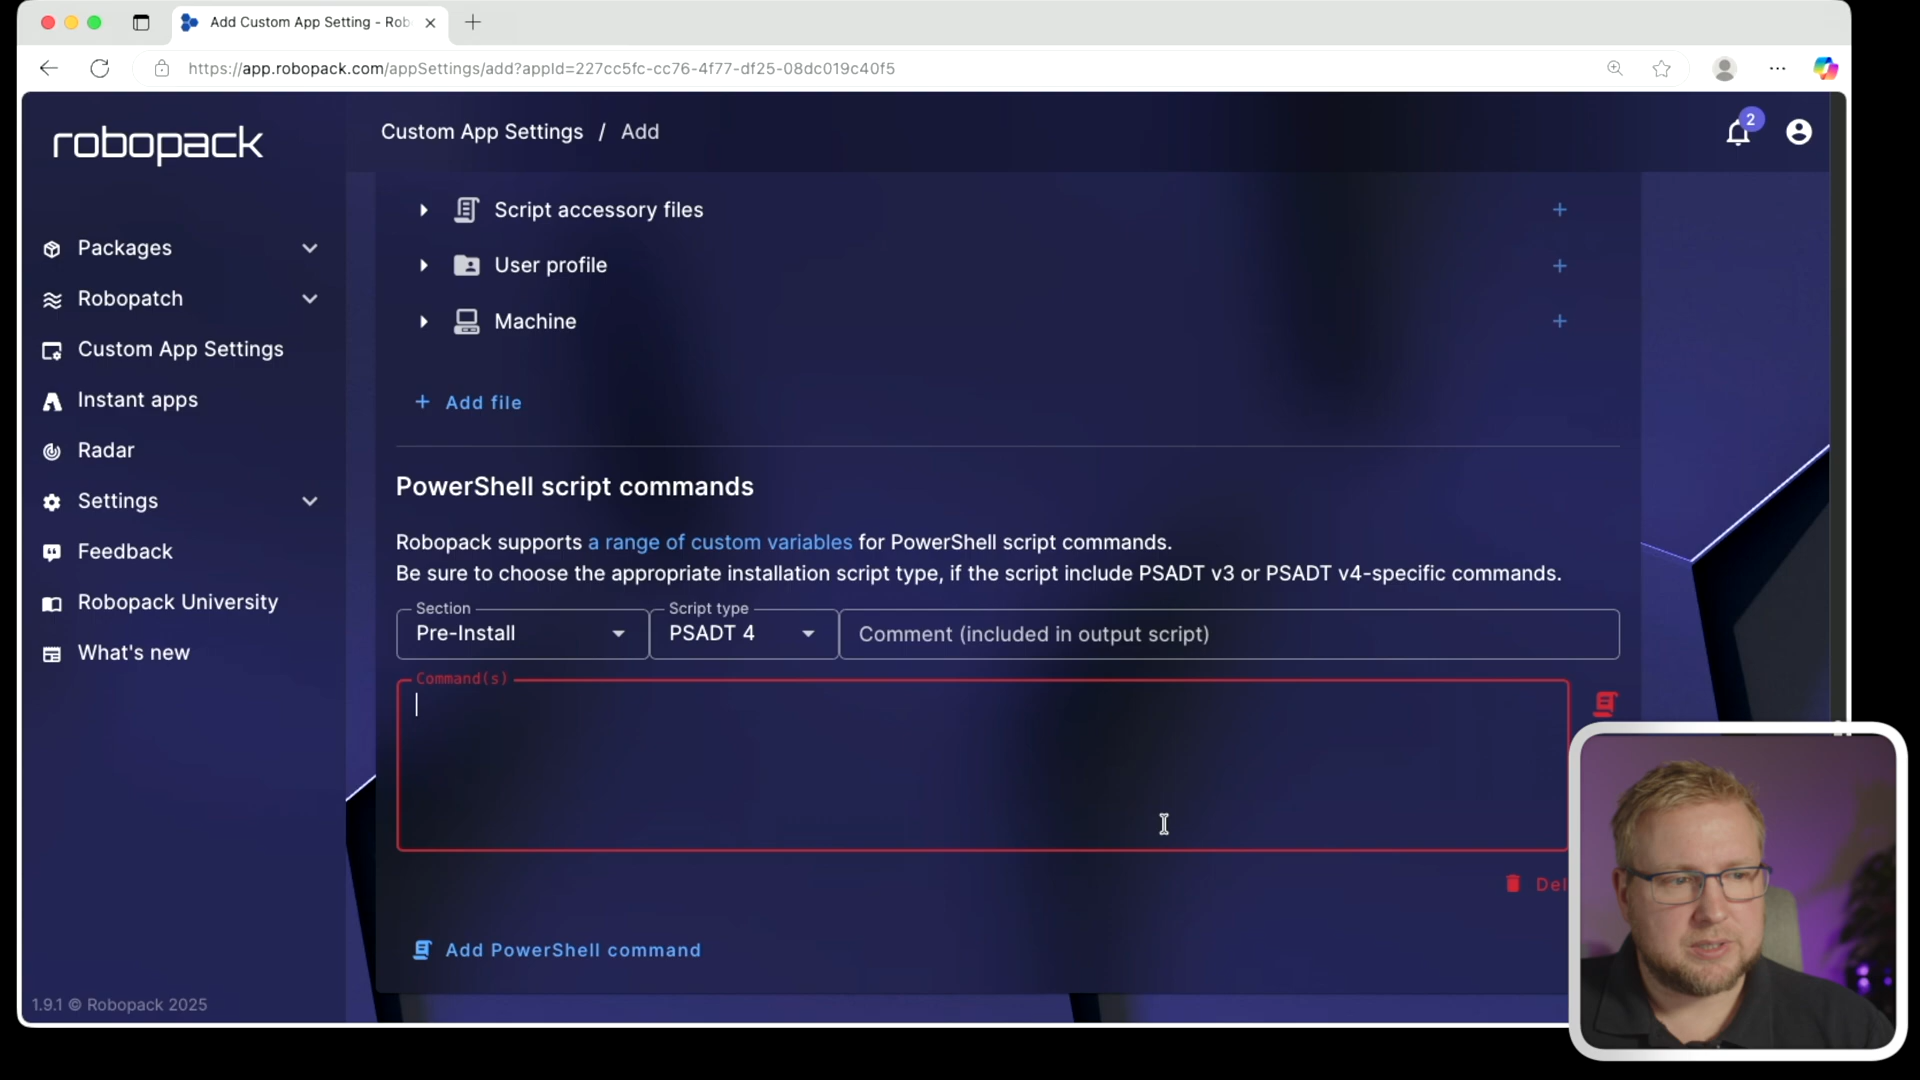 Add Custom App Setting - Rob
https://app.robopack.com/appSettings/add?appId=227cc5fc-cc76-4f77-df25-08dc019c40f5
robopack
Custom App Settings / Add
2
Packages
Robopatch
Custom App Settings
Instant apps
Radar
Settings
Feedback
Robopack University
What's new
1.9.1 © Robopack 2025
Script accessory files
User profile
Machine
+ Add file
PowerShell script commands
Robopack supports a range of custom variables for PowerShell script commands.
Be sure to choose the appropriate installation script type, if the script include PSADT v3 or PSADT v4-specific commands.
Section
Pre-Install
Script type
PSADT 4
Comment (included in output script)
Command(s)
Del
Add PowerShell command